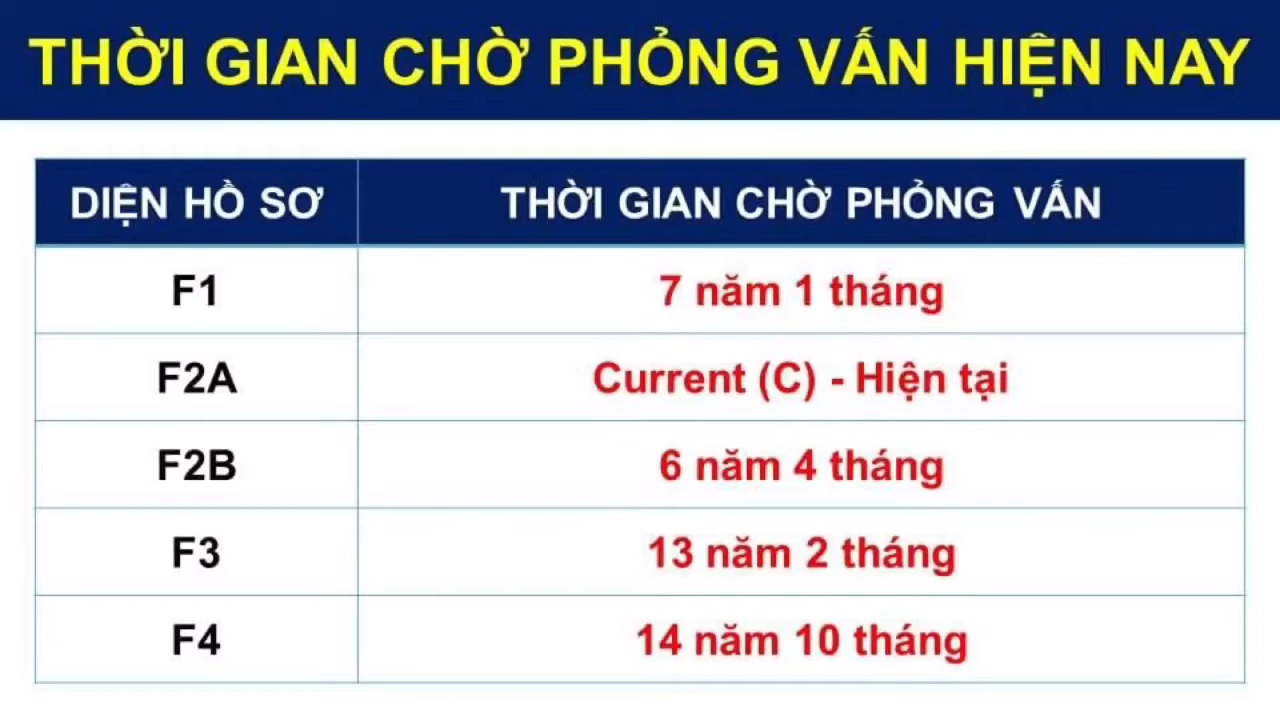 THỜI GIAN CHỜ PHỎNG VẤN HIỆN NAY
DIỆN HỒ SƠ THỜI GIAN CHỜ PHỎNG VẤN
F1 7 năm 1 tháng
F2A Current (C) - Hiện tại
F2B 6 năm 4 tháng
F3 13 năm 2 tháng
F4 14 năm 10 tháng